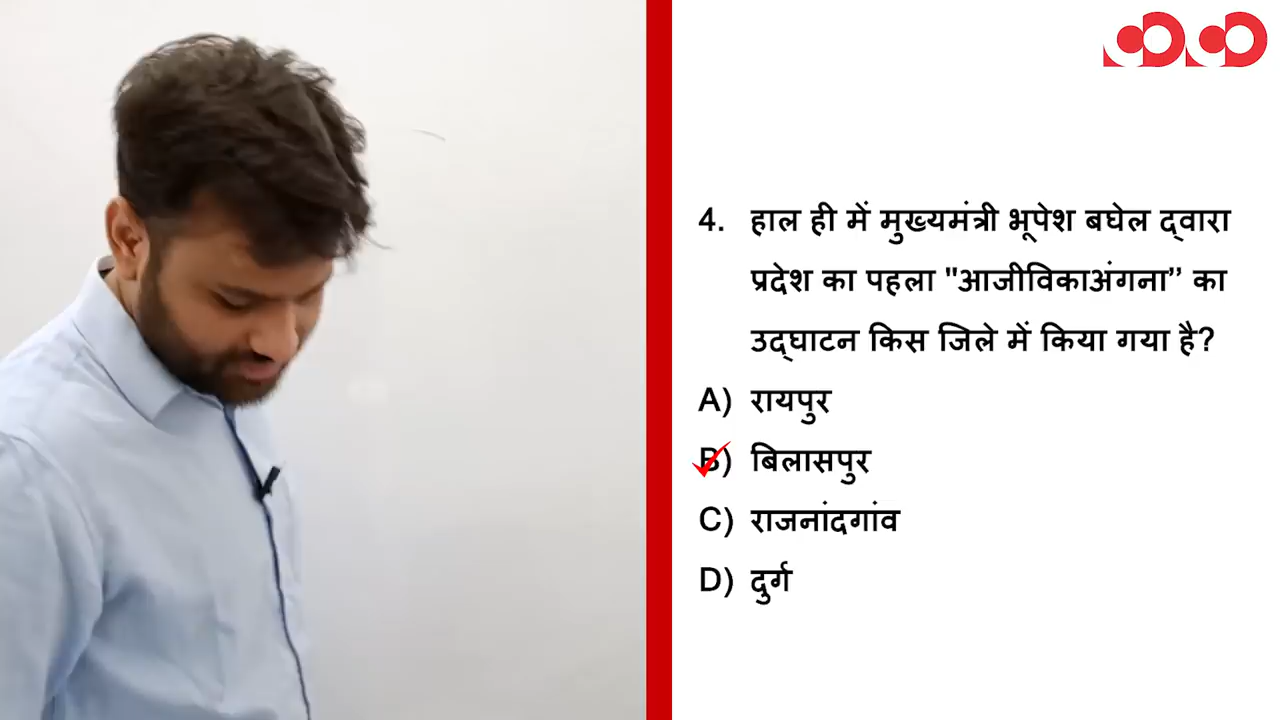 4. हाल ही में मुख्यमंत्री भूपेश बघेल द्वारा
प्रदेश का पहला "आजीविकाअंगना” का
उद्घाटन किस जिले में किया गया है?
A) रायपुर
B) बिलासपुर
C) राजनांदगांव
D) दुर्ग